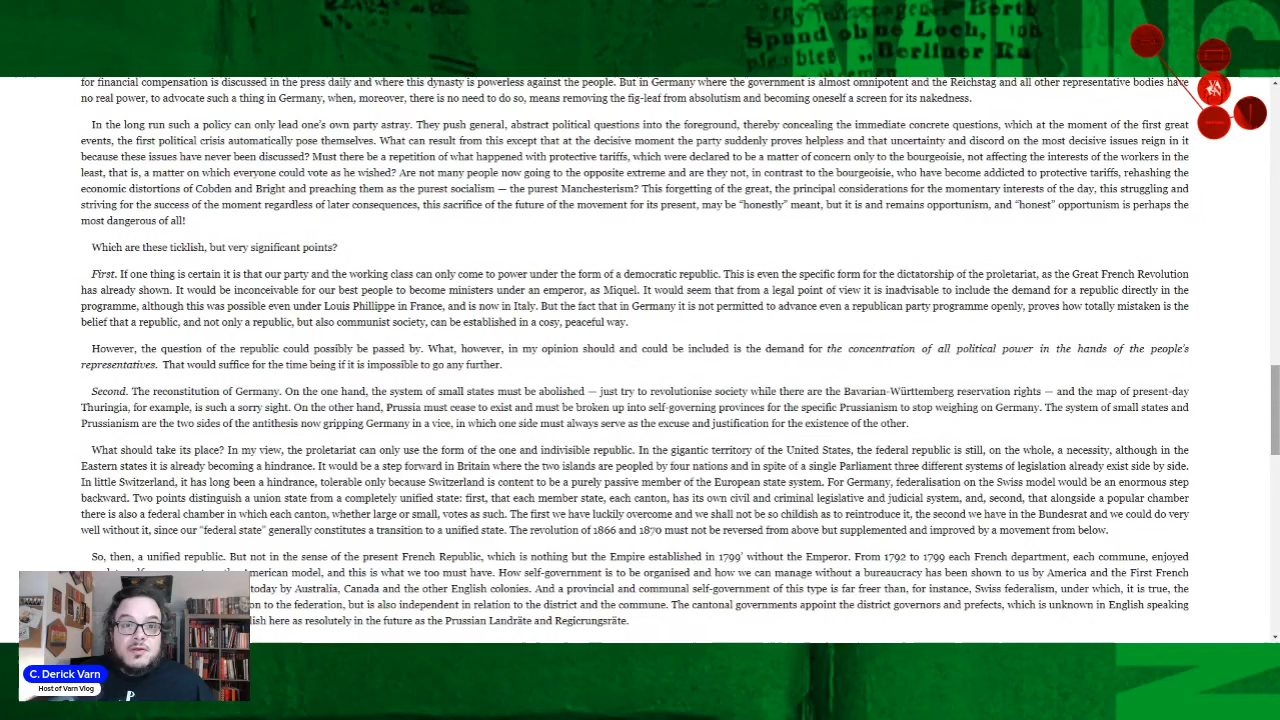 Spund ohne Loch,
"Berliner
for financial compensation is discussed in the press daily and where this dynasty is powerless against the people. But in Germany where the government is almost omnipotent and the Reichstag and all other representative bodies have
no real power, to advocate such a thing in Germany, when, moreover, there is no need to do so, means removing the fig-leaf from absolutism and becoming oneself a screen for its nakedness.
In the long run such a policy can only lead one's own party astray. They push general, abstract political questions into the foreground, thereby concealing the immediate concrete questions, which at the moment of the first great
events, the first political crisis automatically pose themselves. What can result from this except that at the decisive moment the party suddenly proves helpless and that uncertainty and discord on the most decisive issues reign in it
because these issues have never been discussed? Must there be a repetition of what happened with protective tariffs, which were declared to be a matter of concern only to the bourgeoisie, not affecting the interests of the workers in the
least, that is, a matter on which everyone could vote as he wished? Are not many people now going to the opposite extreme and are they not, in contrast to the bourgeoisie, who have become addicted to protective tariffs, rehashing the
economic distortions of Cobden and Bright and preaching them as the purest socialism — the purest Manchesterism? This forgetting of the great, the principal considerations for the momentary interests of the day, this struggling and
striving for the success of the moment regardless of later consequences, this sacrifice of the future of the movement for its present, may be "honestly" meant, but it is and remains opportunism, and "honest" opportunism is perhaps the
most dangerous of all!
Which are these ticklish, but very significant points?
First. If one thing is certain it is that our party and the working class can only come to power under the form of a democratic republic. This is even the specific form for the dictatorship of the proletariat, as the Great French Revolution
has already shown. It would be inconceivable for our best people to become ministers under an emperor, as Miquel. It would seem that from a legal point of view it is inadvisable to include the demand for a republic directly in the
programme, although this was possible even under Louis Phillippe in France, and is now in Italy. But the fact that in Germany it is not permitted to advance even a republican party programme openly, proves how totally mistaken is the
belief that a republic, and not only a republic, but also communist society, can be established in a cosy, peaceful way.
However, the question of the republic could possibly be passed by. What, however, in my opinion should and could be included is the demand for the concentration of all political power in the hands of the people's
representatives. That would suffice for the time being if it is impossible to go any further.
Second. The reconstitution of Germany. On the one hand, the system of small states must be abolished — just try to revolutionise society while there are the Bavarian-Württemberg reservation rights — and the map of present-day
Thuringia, for example, is such a sorry sight. On the other hand, Prussia must cease to exist and must be broken up into self-governing provinces for the specific Prussianism to stop weighing on Germany. The system of small states and
Prussianism are the two sides of the antithesis now gripping Germany in a vice, in which one side must always serve as the excuse and justification for the existence of the other.
What should take its place? In my view, the proletariat can only use the form of the one and indivisible republic. In the gigantic territory of the United States, the federal republic is still, on the whole, a necessity, although in the
Eastern states it is already becoming a hindrance. It would be a step forward in Britain where the two islands are peopled by four nations and in spite of a single Parliament three different systems of legislation already exist side by side.
In little Switzerland, it has long been a hindrance, tolerable only because Switzerland is content to be a purely passive member of the European state system. For Germany, federalisation on the Swiss model would be an enormous step
backward. Two points distinguish a union state from a completely unified state: first, that each member state, each canton, has its own civil and criminal legislative and judicial system, and, second, that alongside a popular chamber
there is also a federal chamber in which each canton, whether large or small, votes as such. The first we have luckily overcome and we shall not be so childish as to reintroduce it, the second we have in the Bundesrat and we could do very
well without it, since our "federal state" generally constitutes a transition to a unified state. The revolution of 1866 and 1870 must not be reversed from above but supplemented and improved by a movement from below.
So, then, a unified republic. But not in the sense of the present French Republic, which is nothing but the Empire established in 1799' without the Emperor. From 1792 to 1799 each French department, each commune, enjoyed
American model, and this is what we too must have. How self-government is to be organised and how we can manage without a bureaucracy has been shown to us by America and the First French
today by Australia, Canada and the other English colonies. And a provincial and communal self-government of this type is far freer than, for instance, Swiss federalism, under which, it is true, the
to the federation, but is also independent in relation to the district and the commune. The cantonal governments appoint the district governors and prefects, which is unknown in English speaking
here as resolutely in the future as the Prussian Landräte and Regierungsräte.
C. Derick Varn
Host of Varn Vlog